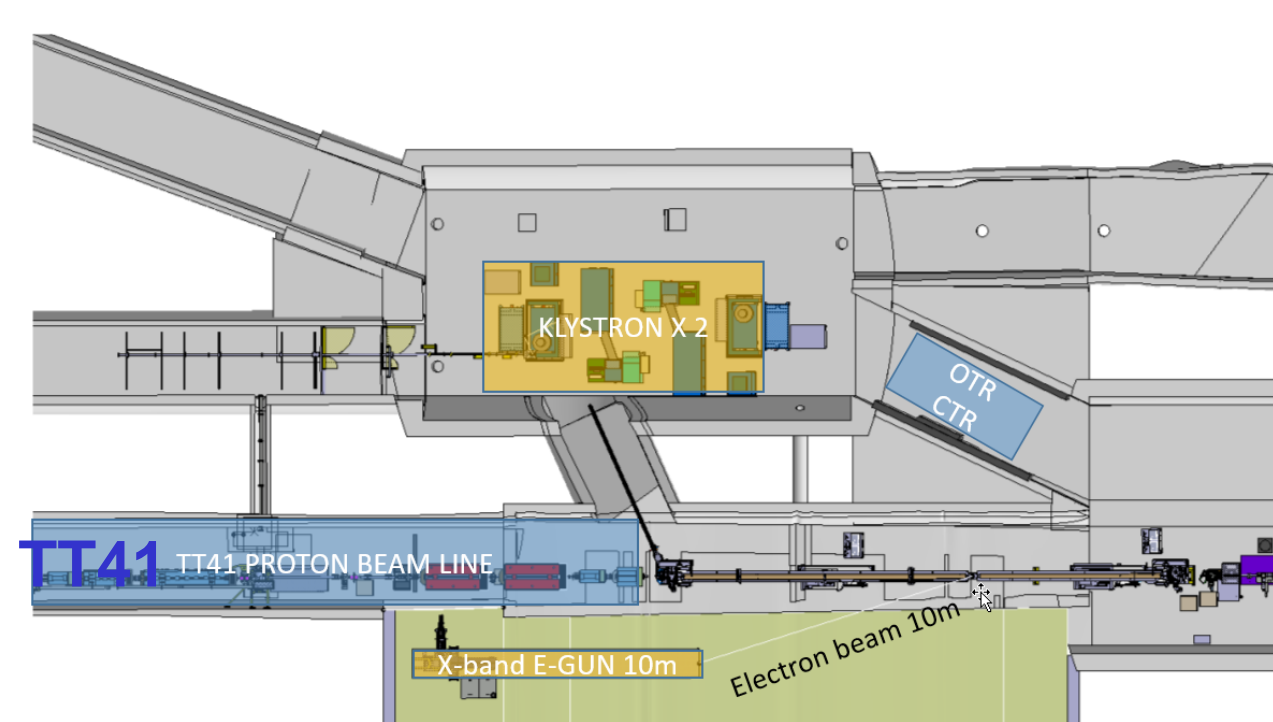 KLYSTRON X 2
OTR
CTR
TT41
TT41 PROTON BEAM LINE
X-band E-GUN 10m
Electron beam 10m